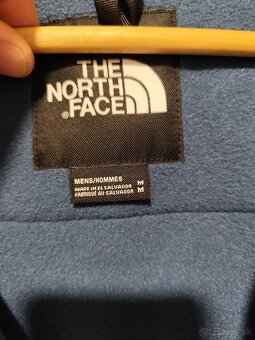 THE
NORTH
FACE
®
MENS/HOMMES
MADE IN EL SALVADOR M
FABRIQUÉ AU SALVADOR M